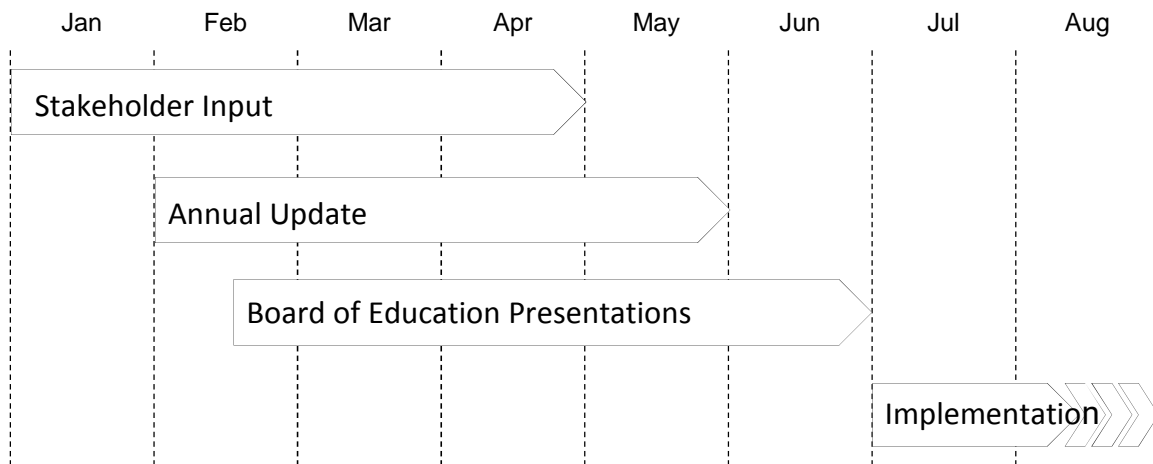 Jan Feb Mar Apr May Jun Jul Aug
Stakeholder Input
Annual Update
Board of Education Presentations
Implementation